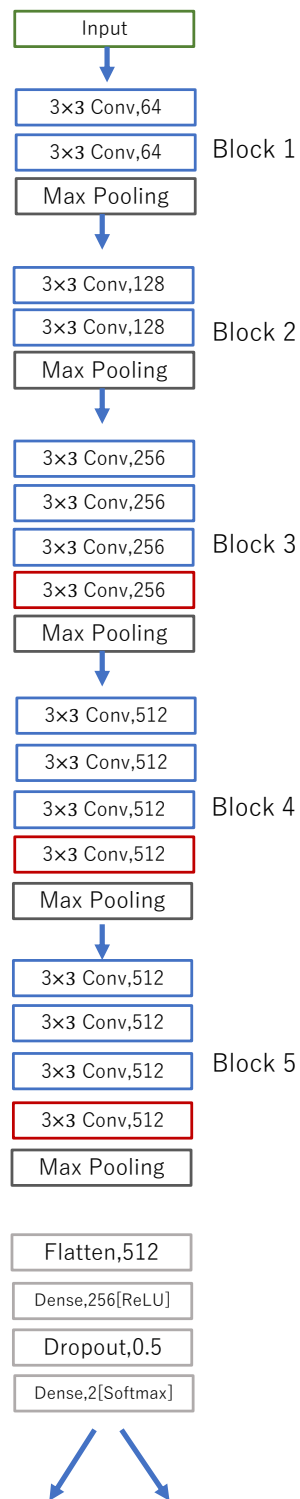 Input
3×3 Conv,64
3×3 Conv,64
Block 1
Max Pooling
3×3 Conv,128
3×3 Conv,128
Block 2
Max Pooling
3×3 Conv,256
3×3 Conv,256
3×3 Conv,256
Block 3
3×3 Conv,256
Max Pooling
3×3 Conv,512
3×3 Conv,512
3×3 Conv,512
Block 4
3×3 Conv,512
Max Pooling
3×3 Conv,512
3×3 Conv,512
3×3 Conv,512
Block 5
3×3 Conv,512
Max Pooling
Flatten,512
Dense,256[ReLU]
Dropout,0.5
Dense,2[Softmax]